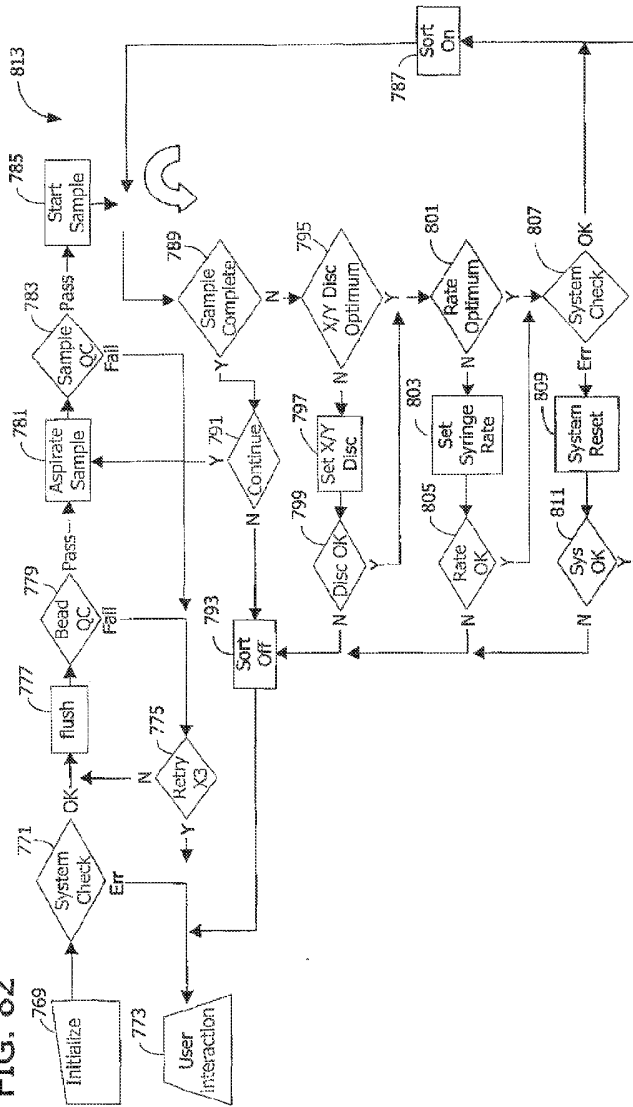 FIG. 82
769
Initialize
771
System
Check
OK
Err
773
User
interaction
777
flush
779
Bead
QC
Pass
Fail
775
Retry
X3
N
Y
781
Aspirate
Sample
783
Sample
QC
Pass
Fail
785
Start
Sample
813
787
Sort
On
789
Sample
Complete
Y
N
791
Continue
Y
N
793
Sort
Off
795
X/Y Disc
Optimum
Y
N
797
Set X/Y
Disc
799
Disc OK
Y
N
801
Rate
Optimum
Y
N
803
Set
Syringe
Rate
805
Rate
OK
Y
N
807
System
Check
OK
Err
809
System
Reset
811
Sys
OK
Y
N